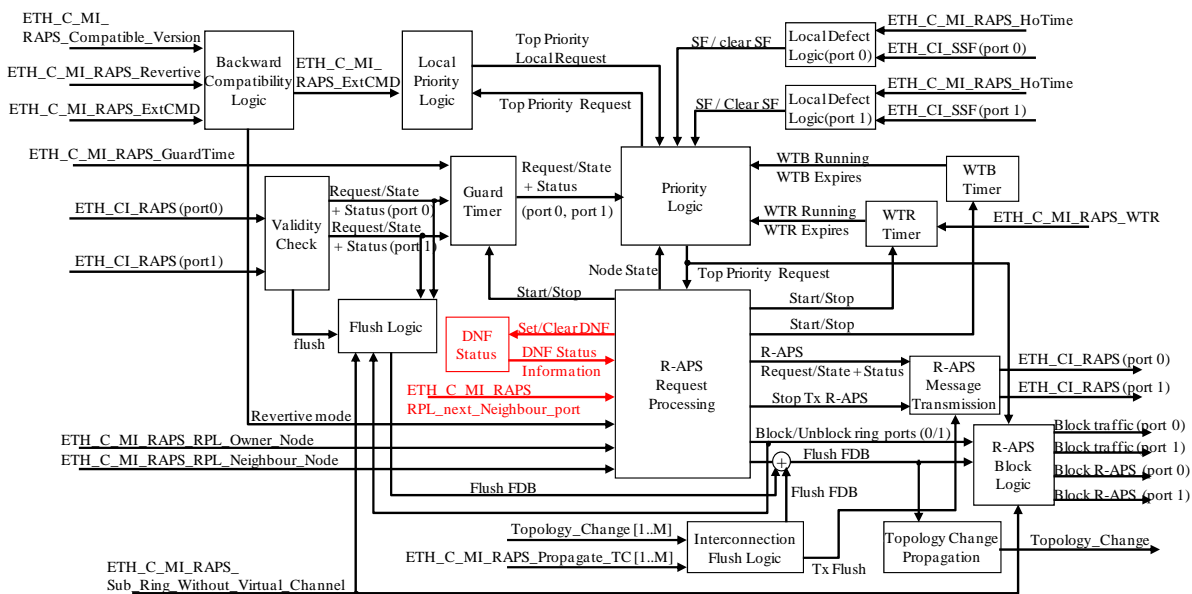 ETH_C_MI_
RAPS_Compatible_Version
ETH_C_MI_RAPS_Revertive
ETH_C_MI_RAPS_ExtCMD
Backward
Compatibility
Logic
ETH_C_MI_
RAPS_ExtCMD
Local
Priority
Logic
Top Priority
Local Request
Top Priority Request
SF / clear SF
Local Defect
Logic(port 0)
ETH_C_MI_RAPS_HoTime
ETH_CI_SSF(port 0)
SF / Clear SF
Local Defect
Logic(port 1)
ETH_C_MI_RAPS_HoTime
ETH_CI_SSF (port 1)
ETH_C_MI_RAPS_GuardTime
ETH_CI_RAPS (port0)
ETH_CI_RAPS (port1)
Validity
Check
Request/State
+ Status (port 0)
Request/State
+ Status (port 1)
Guard
Timer
Request/State
+ Status
(port 0, port 1)
Priority
Logic
WTB Running
WTB Expires
WTB
Timer
WTR Running
WTR Expires
WTR
Timer
ETH_C_MI_RAPS_WTR
Node State
Top Priority Request
Start/Stop
Start/Stop
Start/Stop
flush
Flush Logic
DNF
Status
Set/Clear DNF
DNF Status
Information
ETH_C_MI_RAPS
RPL_next_Neighbour_port
R-APS
Request
Processing
R-APS
Request/State + Status
Stop Tx R-APS
R-APS
Message
Transmission
ETH_CI_RAPS (port 0)
ETH_CI_RAPS (port 1)
Revertive mode
ETH_C_MI_RAPS_RPL_Owner_Node
ETH_C_MI_RAPS_RPL_Neighbour_Node
Block/Unblock ring ports (0/1)
+
Flush FDB
R-APS
Block
Logic
Block traffic (port 0)
Block traffic (port 1)
Block R-APS (port 0)
Block R-APS (port 1)
Flush FDB
Flush FDB
Topology_Change [1..M]
ETH_C_MI_RAPS_Propagate_TC [1..M]
Interconnection
Flush Logic
Tx Flush
Topology Change
Propagation
Topology_Change
ETH_C_MI_RAPS_
Sub_Ring_Without_Virtual_Channel